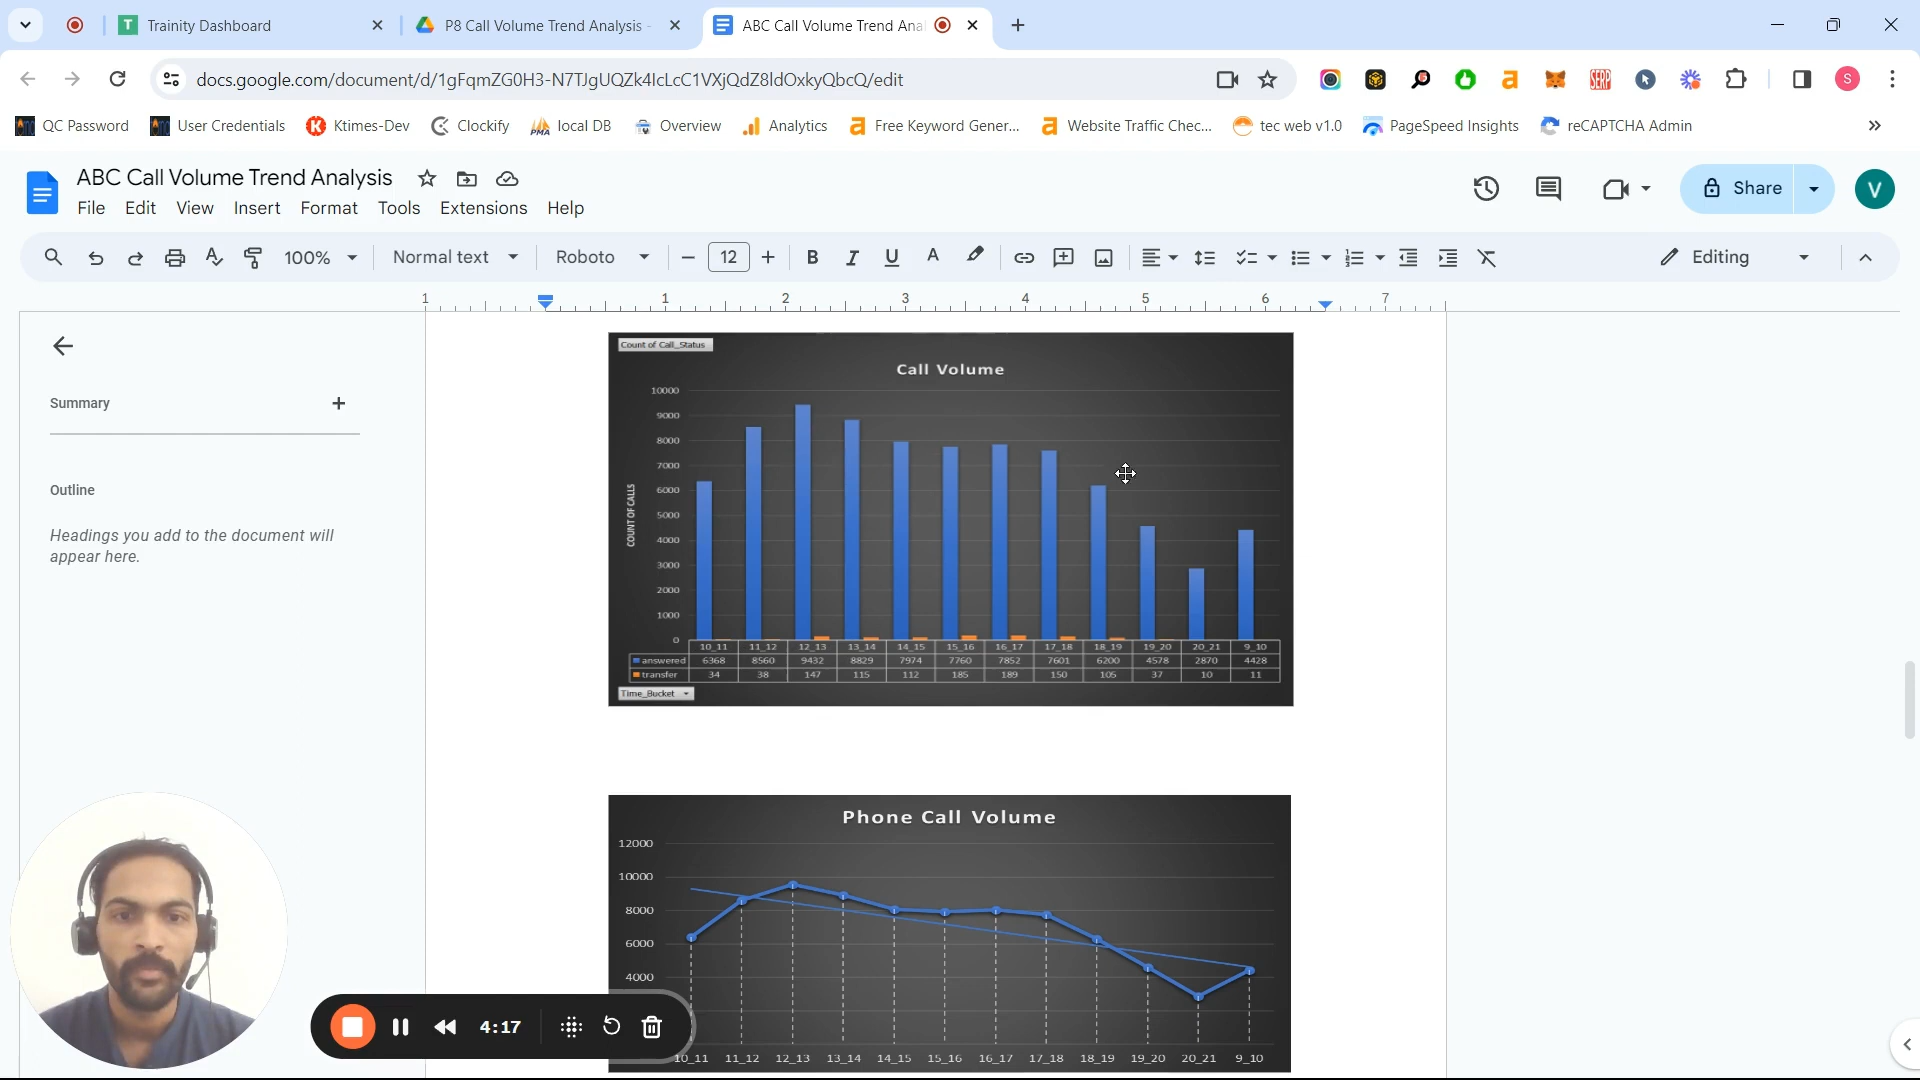 Trainity Dashboard
P8 Call Volume Trend Analysis -
ABC Call Volume Trend Ana
docs.google.com/document/d/1gFqmZG0H3-N7TJgUQZk4IcLcC1VXjQdZ8ldOxkyQbcQ/edit
S
QC Password
User Credentials
Ktimes-Dev
Clockify
local DB
Overview
Analytics
Free Keyword Gener...
Website Traffic Chec...
tec web v1.0
PageSpeed Insights
reCAPTCHA Admin
ABC Call Volume Trend Analysis
File Edit View Insert Format Tools Extensions Help
Share
V
100%
Normal text
Roboto
12
Editing
1 1 2 3 4 5 6 7
Summary
Outline
Headings you add to the document will
appear here.
Count of Call_Status
Call Volume
COUNT OF CALLS
10000
9000
8000
7000
6000
5000
4000
3000
2000
1000
0
10_11 11_12 12_13 13_14 14_15 15_16 16_17 17_18 18_19 19_20 20_21 9_10
answered 6368 8560 9432 8829 7974 7760 7852 7601 6200 4578 2870 4428
transfer 34 38 147 115 112 185 189 150 105 37 10 11
Time_Bucket
Phone Call Volume
12000
10000
8000
6000
4000
10_11 11_12 12_13 13_14 14_15 15_16 16_17 17_18 18_19 19_20 20_21 9_10
4:17